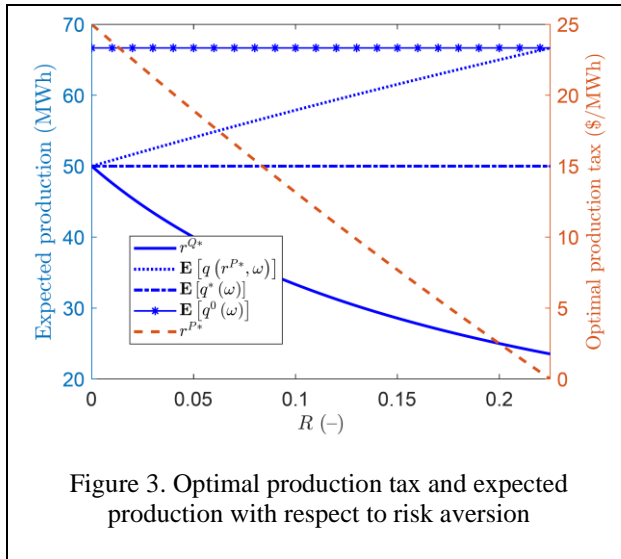 70
60
50
40
30
20
Expected production (MWh)
25
20
15
10
5
0
Optimal production tax ($/MWh)
r^{Q*}
E [q (r^{P*}, ω)]
E [q* (ω)]
E [q^0 (ω)]
r^{P*}
0 0.05 0.1 0.15 0.2
R (–)
Figure 3. Optimal production tax and expected
production with respect to risk aversion